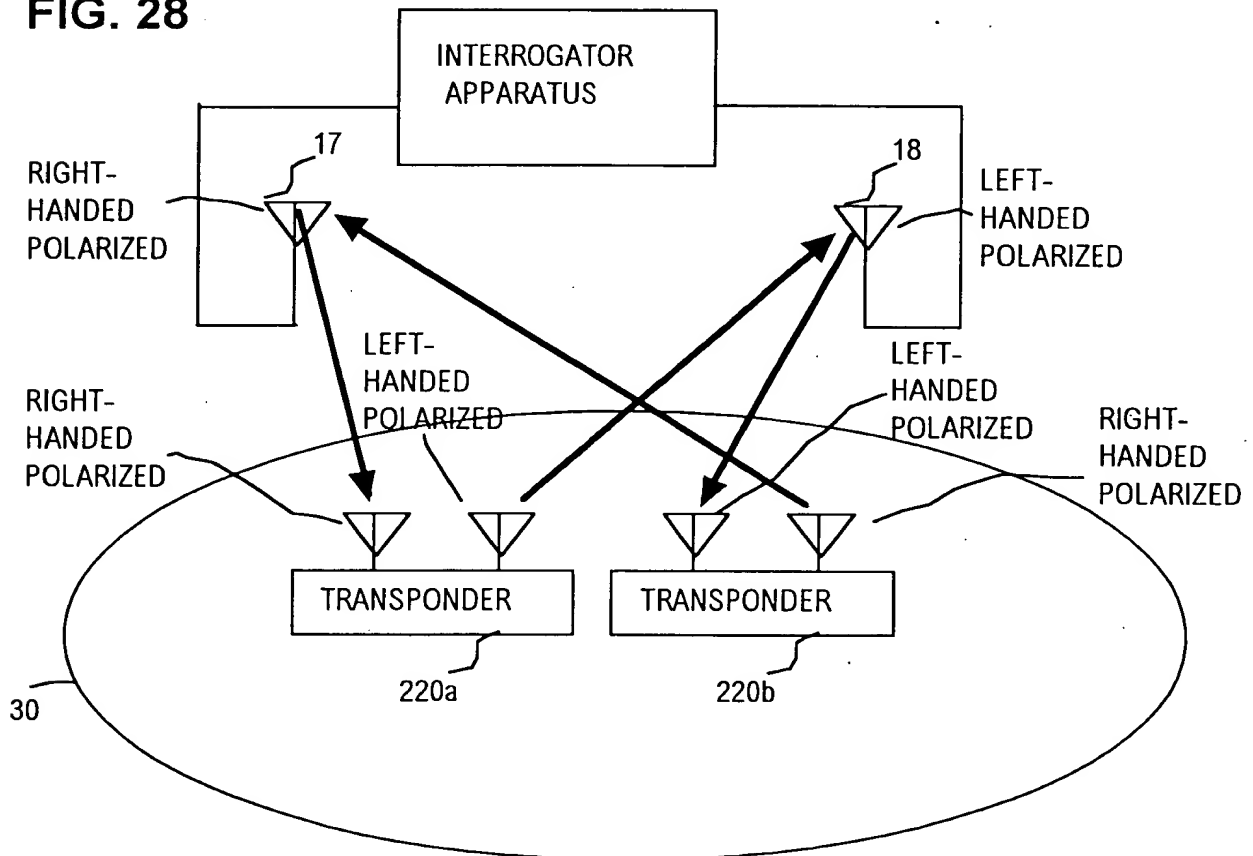 FIG. 28
INTERROGATOR
APPARATUS
17
RIGHT-
HANDED
POLARIZED
18
LEFT-
HANDED
POLARIZED
LEFT-
HANDED
POLARIZED
LEFT-
HANDED
POLARIZED
RIGHT-
HANDED
POLARIZED
RIGHT-
HANDED
POLARIZED
TRANSPONDER
TRANSPONDER
220a
220b
30